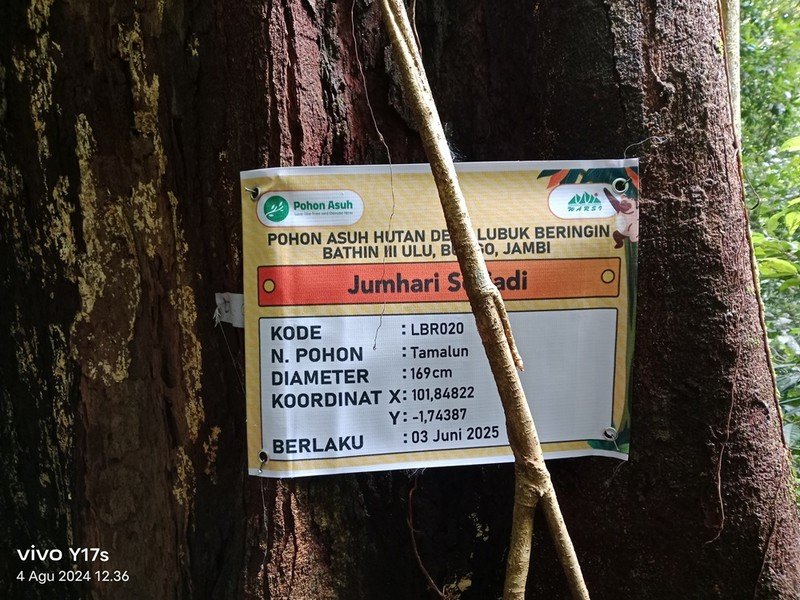 Pohon Asuh
WARSI
POHON ASUH HUTAN DE LUBUK BERINGIN
BATHIN III ULU, BU GO, JAMBI
Jumhari S adi
KODE : LBR020
N. POHON : Tamalun
DIAMETER : 169cm
KOORDINAT X : 101,84822
Y : -1,74387
BERLAKU : 03 Juni 2025
vivo Y17s
4 Agu 2024 12.36